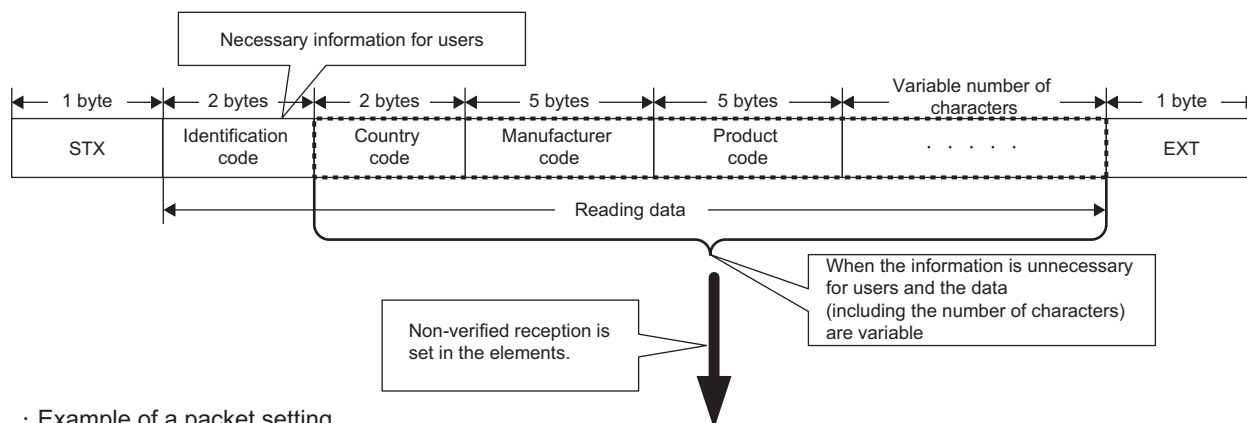 Necessary information for users
1 byte
2 bytes
2 bytes
5 bytes
5 bytes
Variable number of
characters
1 byte
STX
Identification
code
Country
code
Manufacturer
code
Product
code
· · · · ·
EXT
Reading data
When the information is unnecessary
for users and the data
(including the number of characters)
are variable
Non-verified reception is
set in the elements.
· Example of a packet setting